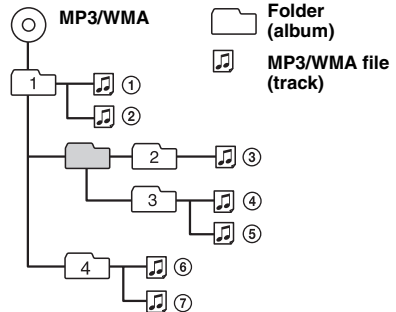 MP3/WMA
Folder
(album)
MP3/WMA file
(track)
1
①
②
2
③
3
④
⑤
4
⑥
⑦